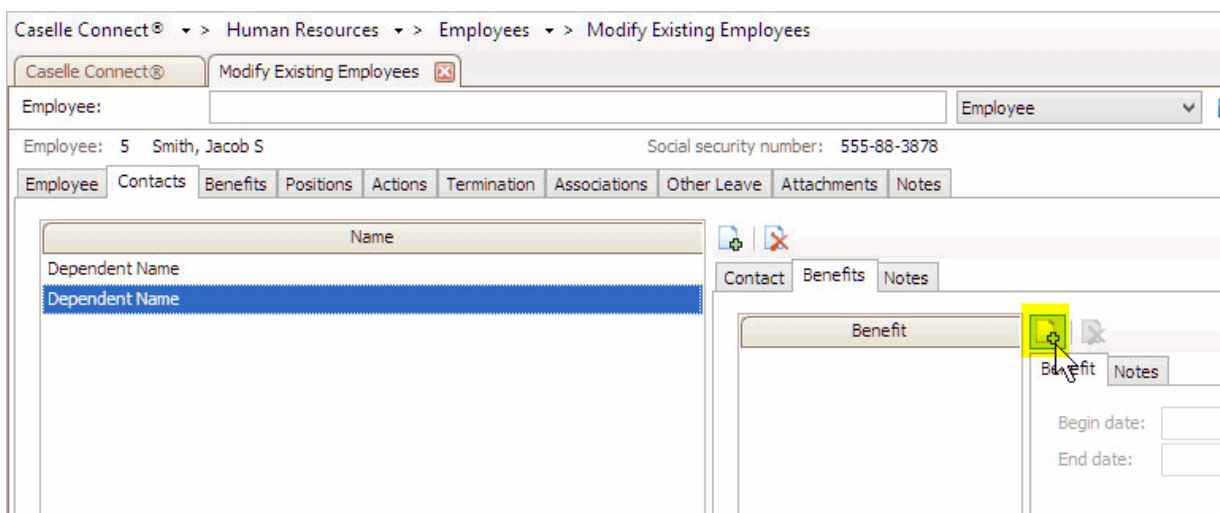 Caselle Connect® > Human Resources > Employees > Modify Existing Employees
Caselle Connect® Modify Existing Employees
Employee: Employee
Employee: 5 Smith, Jacob S Social security number: 555-88-3878
Employee Contacts Benefits Positions Actions Termination Associations Other Leave Attachments Notes
Name
Dependent Name
Dependent Name
Contact Benefits Notes
Benefit
Benefit Notes
Begin date:
End date: